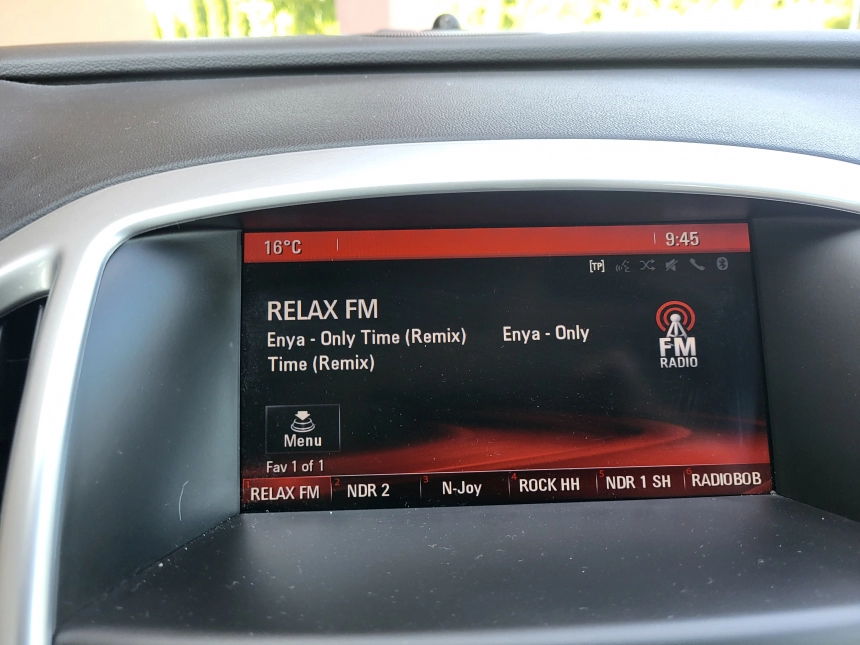 16°C 9:45
[TP]
RELAX FM
Enya - Only Time (Remix) Enya - Only
Time (Remix)
FM
RADIO
Menu
Fav 1 of 1
1 RELAX FM 2 NDR 2 3 N-Joy 4 ROCK HH 5 NDR 1 SH 6 RADIOBOB